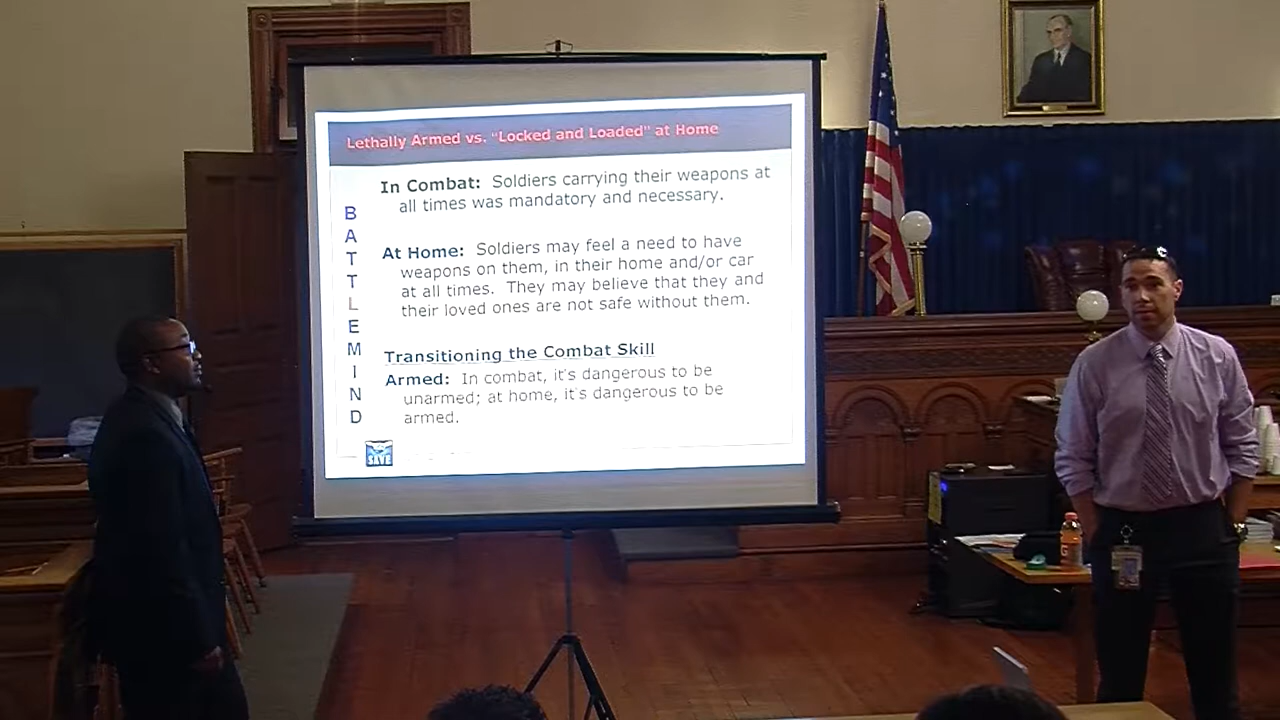 Lethally Armed vs. "Locked and Loaded" at Home
In Combat: Soldiers carrying their weapons at
all times was mandatory and necessary.
At Home: Soldiers may feel a need to have
weapons on them, in their home and/or car
at all times. They may believe that they and
their loved ones are not safe without them.
Transitioning the Combat Skill
Armed: In combat, it's dangerous to be
unarmed; at home, it's dangerous to be
armed.
B
A
T
T
L
E
M
I
N
D
SAVE